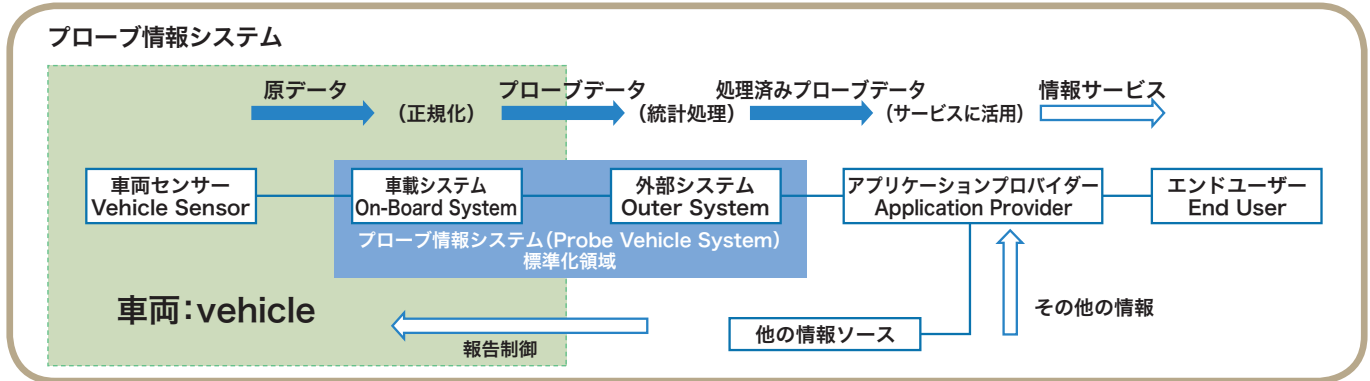 プローブ情報システム
原データ
（正規化）
プローブデータ
（統計処理）
処理済みプローブデータ
（サービスに活用）
情報サービス
車両センサー
Vehicle Sensor
車載システム
On-Board System
外部システム
Outer System
アプリケーションプロバイダー
Application Provider
エンドユーザー
End User
プローブ情報システム（Probe Vehicle System）
標準化領域
車両：vehicle
報告制御
他の情報ソース
その他の情報